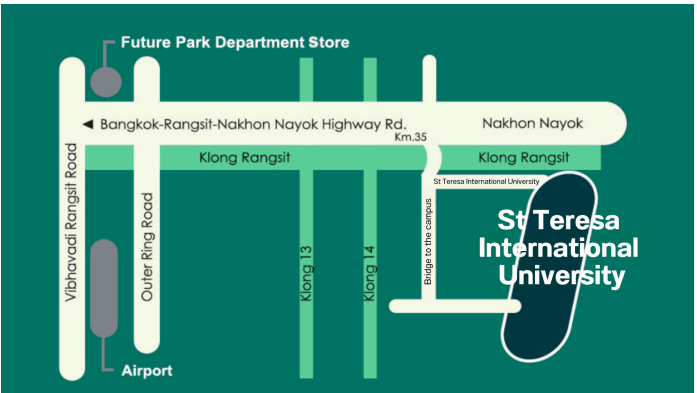 Future Park Department Store
◄ Bangkok-Rangsit-Nakhon Nayok Highway Rd.
Nakhon Nayok
Km.35
Klong Rangsit
Klong Rangsit
St Teresa International University
Vibhavadi Rangsit Road
Outer Ring Road
Klong 13
Klong 14
Bridge to the campus
St Teresa
International
University
Airport